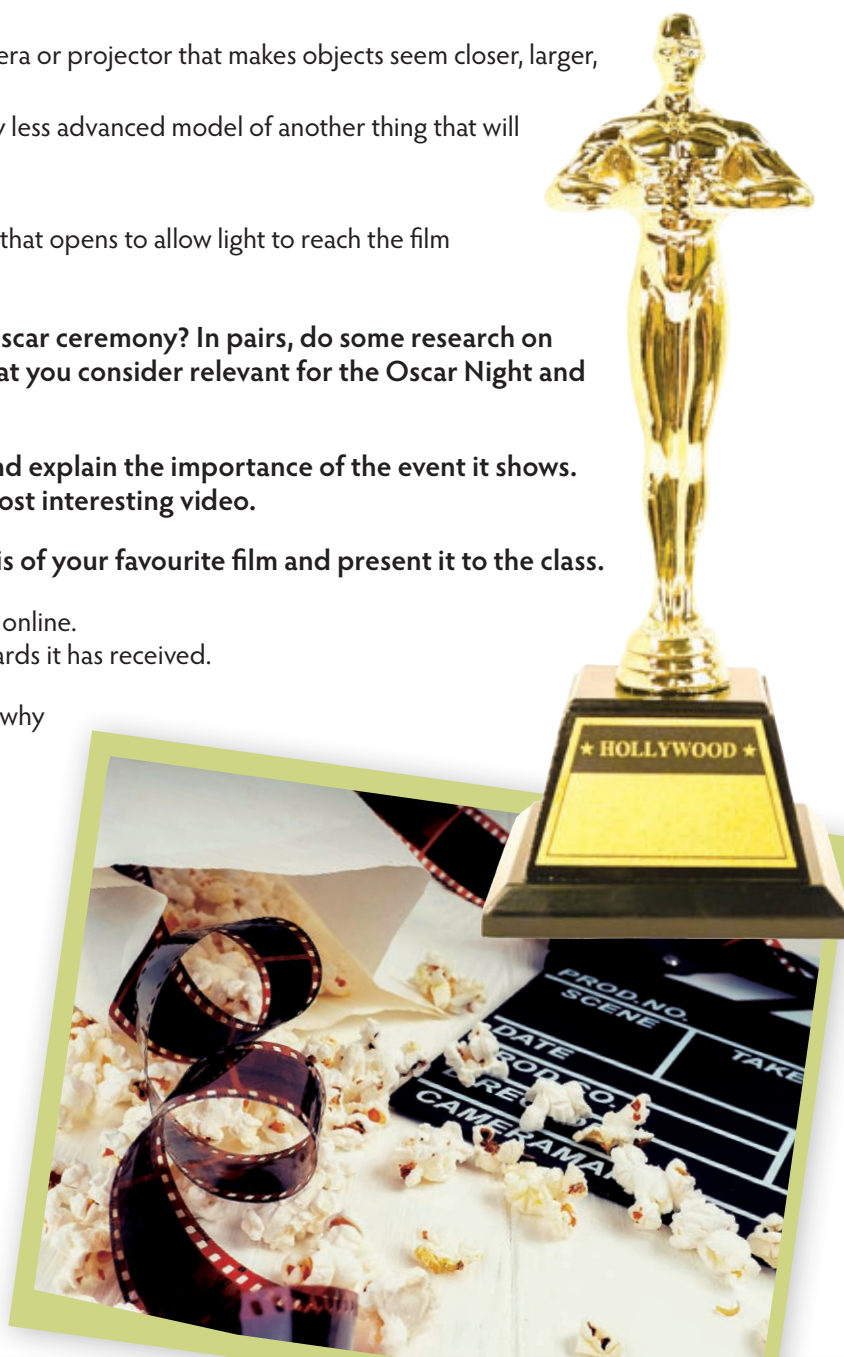 era or projector that makes objects seem closer, larger,
less advanced model of another thing that will
that opens to allow light to reach the film
scar ceremony? In pairs, do some research on
at you consider relevant for the Oscar Night and
nd explain the importance of the event it shows.
ost interesting video.
is of your favourite film and present it to the class.
online.
ards it has received.
why
★ HOLLYWOOD ★
PROD.NO.
SCENE
TAKE
DATE
PROD.CO.
CAMERAMA